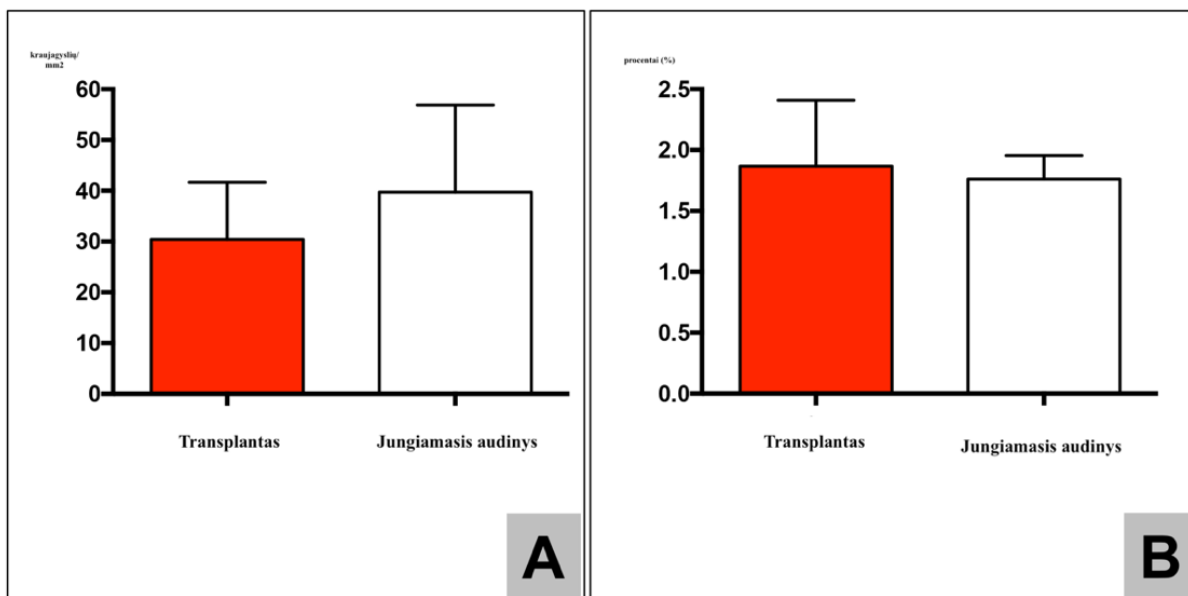 kraujagyslių/
mm2
60
50
40
30
20
10
0
Transplantas
Jungiamasis audinys
A
procentai (%)
2.5
2.0
1.5
1.0
0.5
0.0
Transplantas
Jungiamasis audinys
B